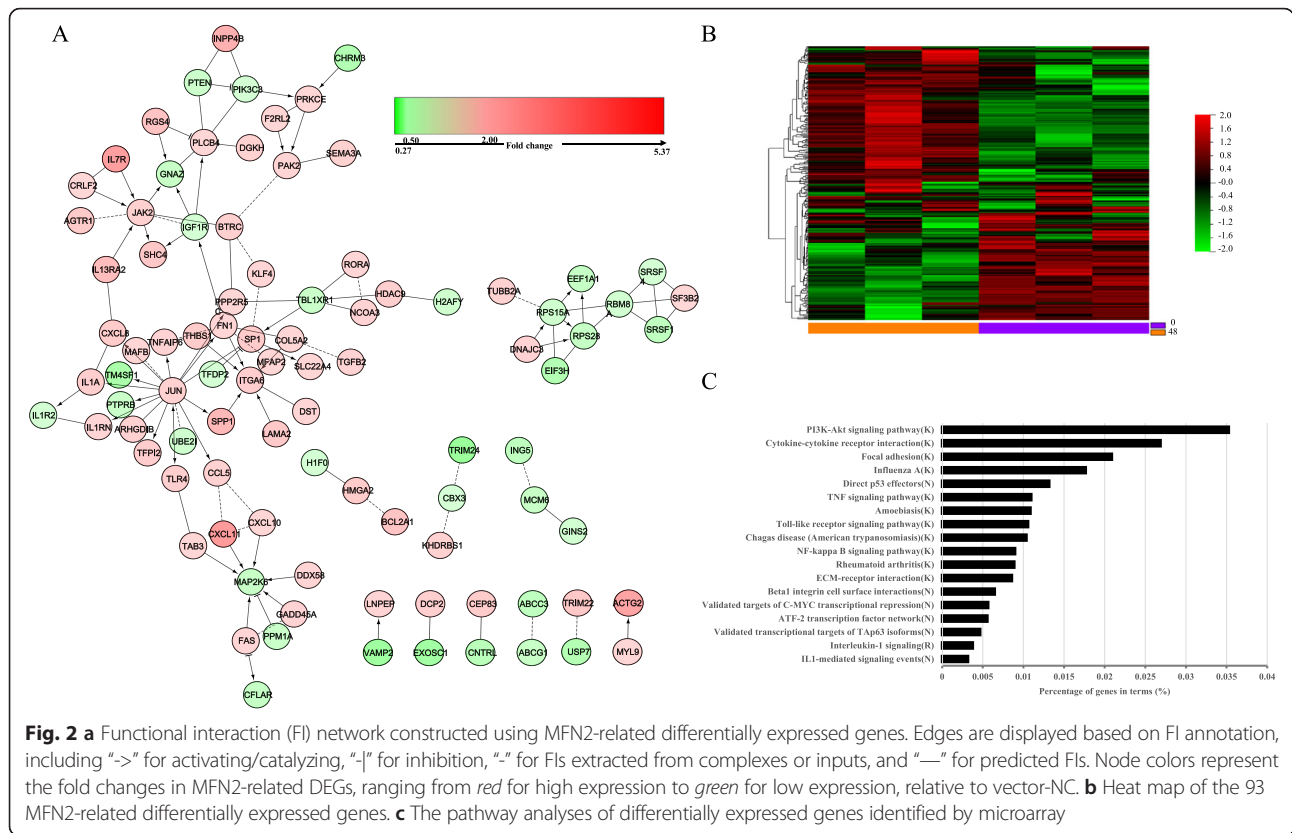 A
INPP4B
CHRM3
PTEN
PIK3C3
PRKCE
RGS4
F2RL2
PLCB4
DGKH
SEMA3A
IL7R
GNAZ
PAK2
CRLF2
AGTR1
JAK2
IGF1R
BTRC
SHC4
IL13RA2
KLF4
RORA
PPP2R5
C
TBL1XR1
HDAC9
H2AFY
NCOA3
CXCL8
FN1
MAFB
TNFAIP6
THBS1
SP1
COL5A2
MFAP2
SLC22A4
TGFB2
TM4SF1
TFDP2
ITGA6
IL1A
JUN
PTPRB
IL1R2
IL1RN
ARHGDIB
SPP1
DST
LAMA2
TFPI2
UBE2I
TLR4
CCL5
CXCL11
CXCL10
TAB3
MAP2K6
DDX58
GADD45A
FAS
PPM1A
CFLAR
TUBB2A
EEF1A1
SRSF
RPS15A
RBM8
A
SF3B2
SRSF1
RPS28
DNAJC3
EIF3H
H1F0
HMGA2
BCL2A1
TRIM24
CBX3
KHDRBS1
ING5
MCM6
GINS2
LNPEP
DCP2
CEP83
ABCC3
TRIM22
ACTG2
VAMP2
EXOSC1
CNTRL
ABCG1
USP7
MYL9
0.50
2.00
0.27
Fold change
5.37
B
2.0
1.6
1.2
0.8
0.4
0.0
-0.4
-0.8
-1.2
-1.6
-2.0
0
48
C
PI3K-Akt signaling pathway(K)
Cytokine-cytokine receptor interaction(K)
Focal adhesion(K)
Influenza A(K)
Direct p53 effectors(N)
TNF signaling pathway(K)
Amoebiasis(K)
Toll-like receptor signaling pathway(K)
Chagas disease (American trypanosomiasis)(K)
NF-kappa B signaling pathway(K)
Rheumatoid arthritis(K)
ECM-receptor interaction(K)
Beta1 integrin cell surface interactions(N)
Validated targets of C-MYC transcriptional repression(N)
ATF-2 transcription factor network(N)
Validated transcriptional targets of TAp63 isoforms(N)
Interleukin-1 signaling(R)
IL1-mediated signaling events(N)
0 0.005 0.01 0.015 0.02 0.025 0.03 0.035 0.04
Percentage of genes in terms (%)
Fig. 2 a Functional interaction (FI) network constructed using MFN2-related differentially expressed genes. Edges are displayed based on FI annotation,
including “->” for activating/catalyzing, “-|” for inhibition, “-” for FIs extracted from complexes or inputs, and “—” for predicted FIs. Node colors represent
the fold changes in MFN2-related DEGs, ranging from red for high expression to green for low expression, relative to vector-NC. b Heat map of the 93
MFN2-related differentially expressed genes. c The pathway analyses of differentially expressed genes identified by microarray